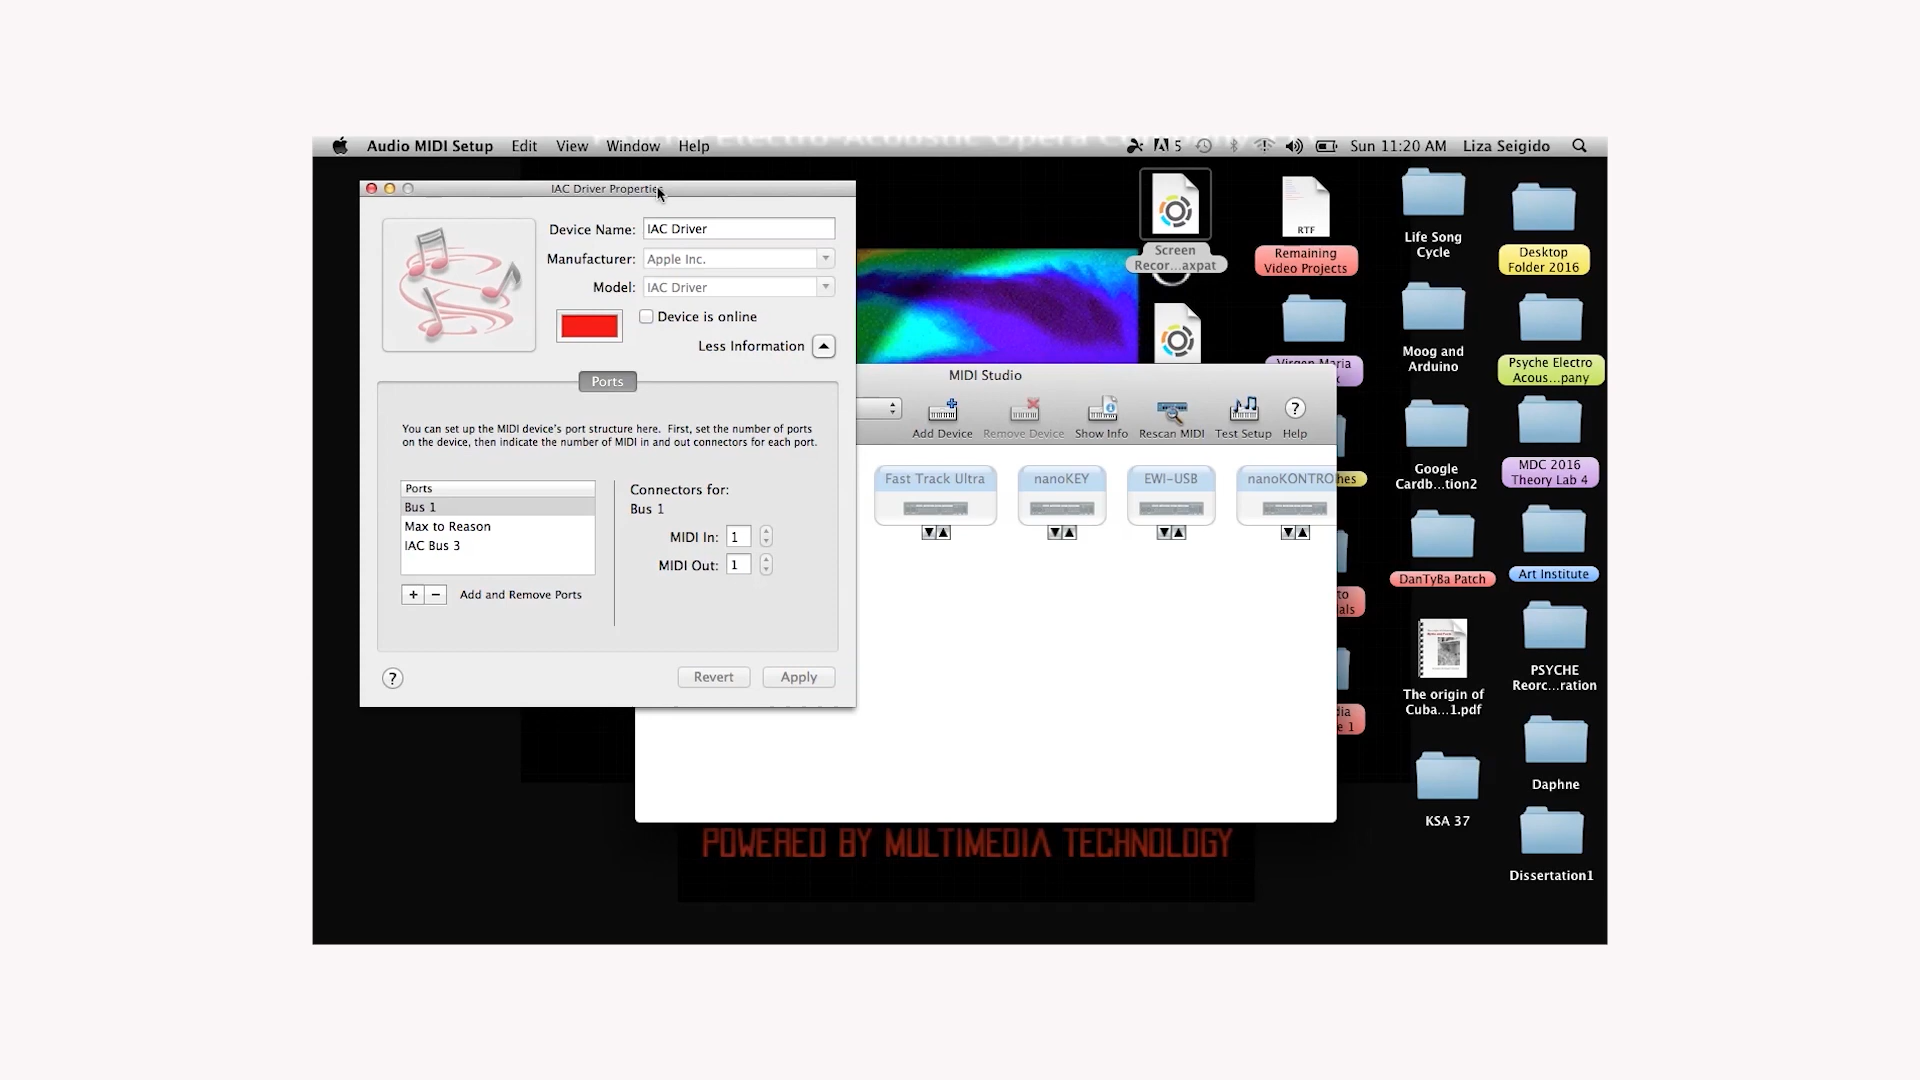 Audio MIDI Setup Edit View Window Help
5 Sun 11:20 AM Liza Seigido
IAC Driver Properties
Device Name: IAC Driver
Manufacturer: Apple Inc.
Model: IAC Driver
Device is online
Less Information
Ports
You can set up the MIDI device's port structure here. First, set the number of ports
on the device, then indicate the number of MIDI in and out connectors for each port.
Ports
Bus 1
Max to Reason
IAC Bus 3
+ - Add and Remove Ports
Connectors for:
Bus 1
MIDI In: 1
MIDI Out: 1
? Revert Apply
MIDI Studio
Add Device Remove Device Show Info Rescan MIDI Test Setup Help
Fast Track Ultra nanoKEY EWI-USB nanoKONTRO
POWERED BY MULTIMEDIA TECHNOLOGY
Screen
Recor...axpat
RTF
Remaining
Video Projects
Virgen Maria
hes
to
als
dia
e 1
Life Song
Cycle
Moog and
Arduino
Google
Cardb...tion2
DanTyBa Patch
The origin of
Cuba...1.pdf
KSA 37
Desktop
Folder 2016
Psyche Electro
Acous...pany
MDC 2016
Theory Lab 4
Art Institute
PSYCHE
Reorc...ration
Daphne
Dissertation1